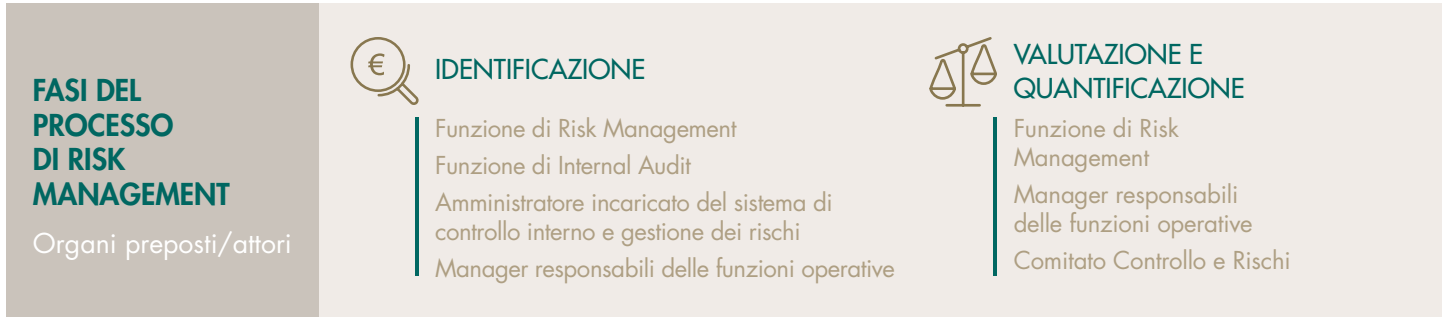 FASI DEL
PROCESSO
DI RISK
MANAGEMENT
Organi preposti/attori
€
IDENTIFICAZIONE
Funzione di Risk Management
Funzione di Internal Audit
Amministratore incaricato del sistema di
controllo interno e gestione dei rischi
Manager responsabili delle funzioni operative
VALUTAZIONE E
QUANTIFICAZIONE
Funzione di Risk
Management
Manager responsabili
delle funzioni operative
Comitato Controllo e Rischi